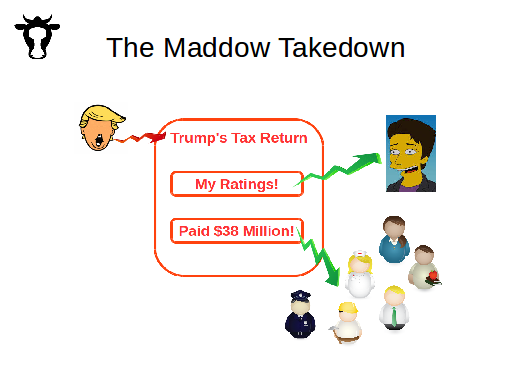 The Maddow Takedown
Trump's Tax Return
My Ratings!
Paid $38 Million!